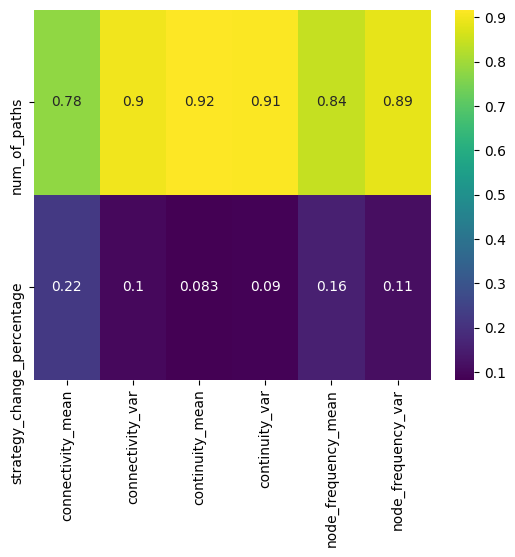 num_of_paths
0.78 0.9 0.92 0.91 0.84 0.89
strategy_change_percentage
0.22 0.1 0.083 0.09 0.16 0.11
connectivity_mean
connectivity_var
continuity_mean
continuity_var
node_frequency_mean
node_frequency_var
0.9
0.8
0.7
0.6
0.5
0.4
0.3
0.2
0.1